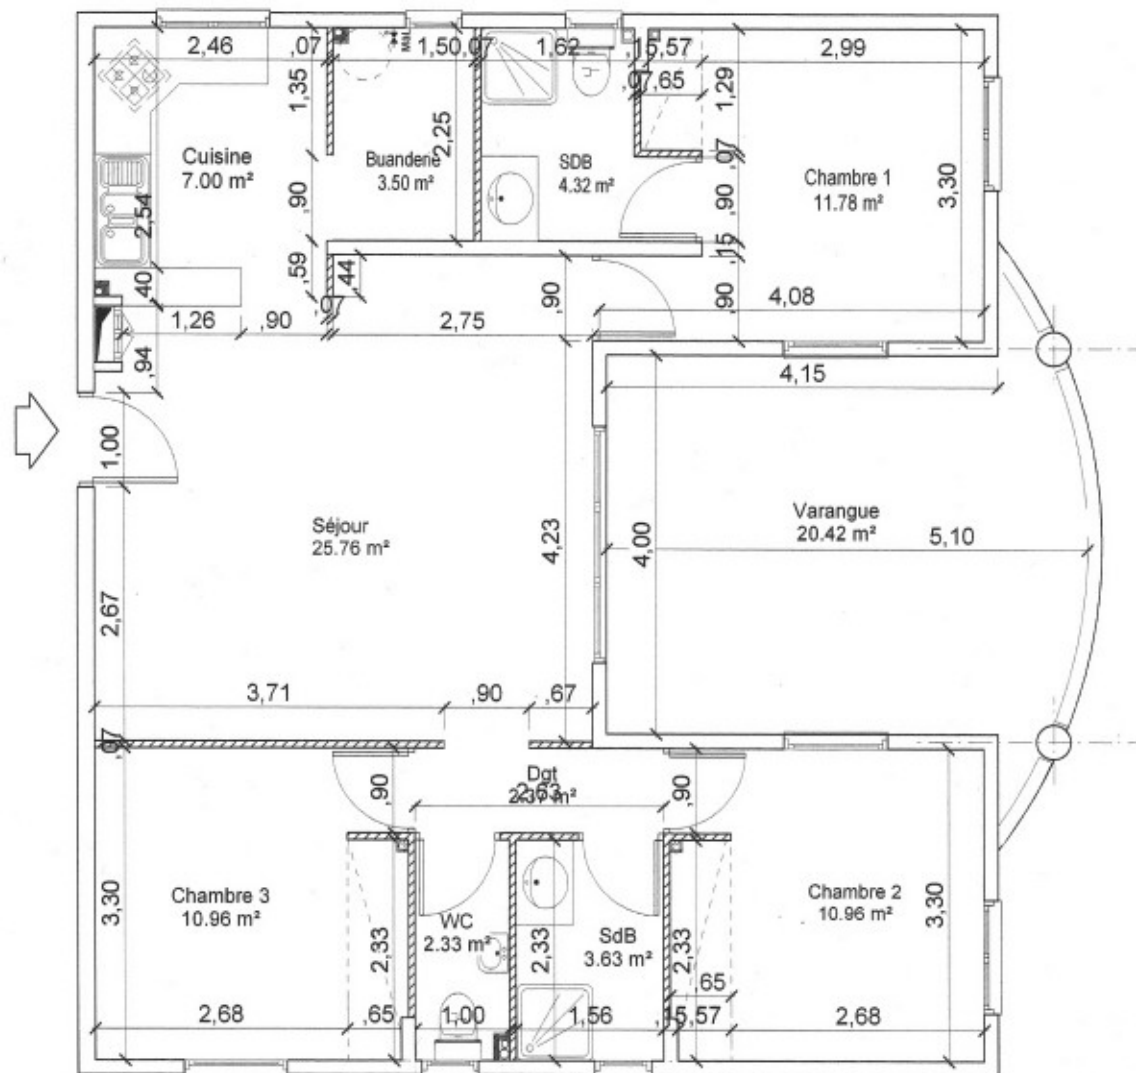 2,46
,07
1,50
,07
1,62
,15
,57
2,99
,07
,65
1,35
2,25
1,29
,07
Cuisine
7.00 m²
Buanderie
3.50 m²
SDB
4.32 m²
Chambre 1
11.78 m²
3,30
2,54
,90
,90
,15
,59
,44
,40
,07
,90
,90
4,08
1,26
,90
2,75
,94
4,15
1,00
Séjour
25.76 m²
4,23
4,00
Varangue
20.42 m²
5,10
2,67
3,71
,90
,67
,90
Dgt
2.37 m²
2,63
,90
Chambre 3
10.96 m²
3,30
2,33
WC
2.33 m²
2,33
SdB
3.63 m²
2,33
Chambre 2
10.96 m²
3,30
,65
2,68
,65
1,00
1,56
,15
,57
2,68